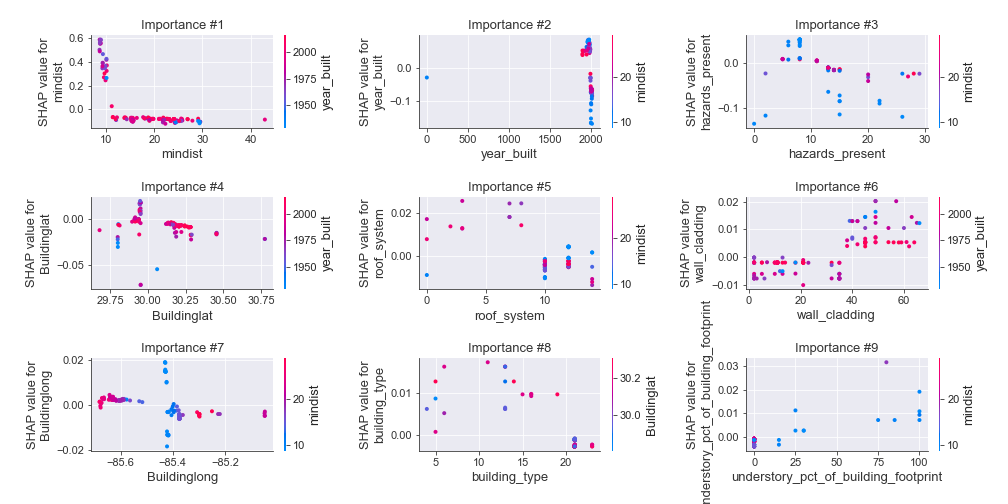 Importance #1
Importance #2
Importance #3
SHAP value for
mindist
0.6
0.4
0.2
0.0
10
20
30
40
mindist
2000
1975
1950
year_built
SHAP value for
year_built
0.0
−0.1
0
500
1000
1500
2000
year_built
20
10
mindist
SHAP value for
hazards_present
0.0
−0.1
0
10
20
30
hazards_present
20
10
mindist
Importance #4
Importance #5
Importance #6
SHAP value for
Buildinglat
0.00
−0.05
29.75
30.00
30.25
30.50
30.75
Buildinglat
2000
1975
1950
year_built
SHAP value for
roof_system
0.02
0.00
0
5
10
roof_system
20
10
mindist
SHAP value for
wall_cladding
0.02
0.01
0.00
−0.01
0
20
40
60
wall_cladding
2000
1975
1950
year_built
Importance #7
Importance #8
Importance #9
SHAP value for
Buildinglong
0.02
0.00
−0.02
−85.6
−85.4
−85.2
Buildinglong
20
10
mindist
SHAP value for
building_type
0.01
0.00
5
10
15
20
building_type
30.2
30.0
Buildinglat
SHAP value for
understory_pct_of_building_footprint
0.03
0.02
0.01
0.00
0
25
50
75
100
understory_pct_of_building_footprint
20
10
mindist